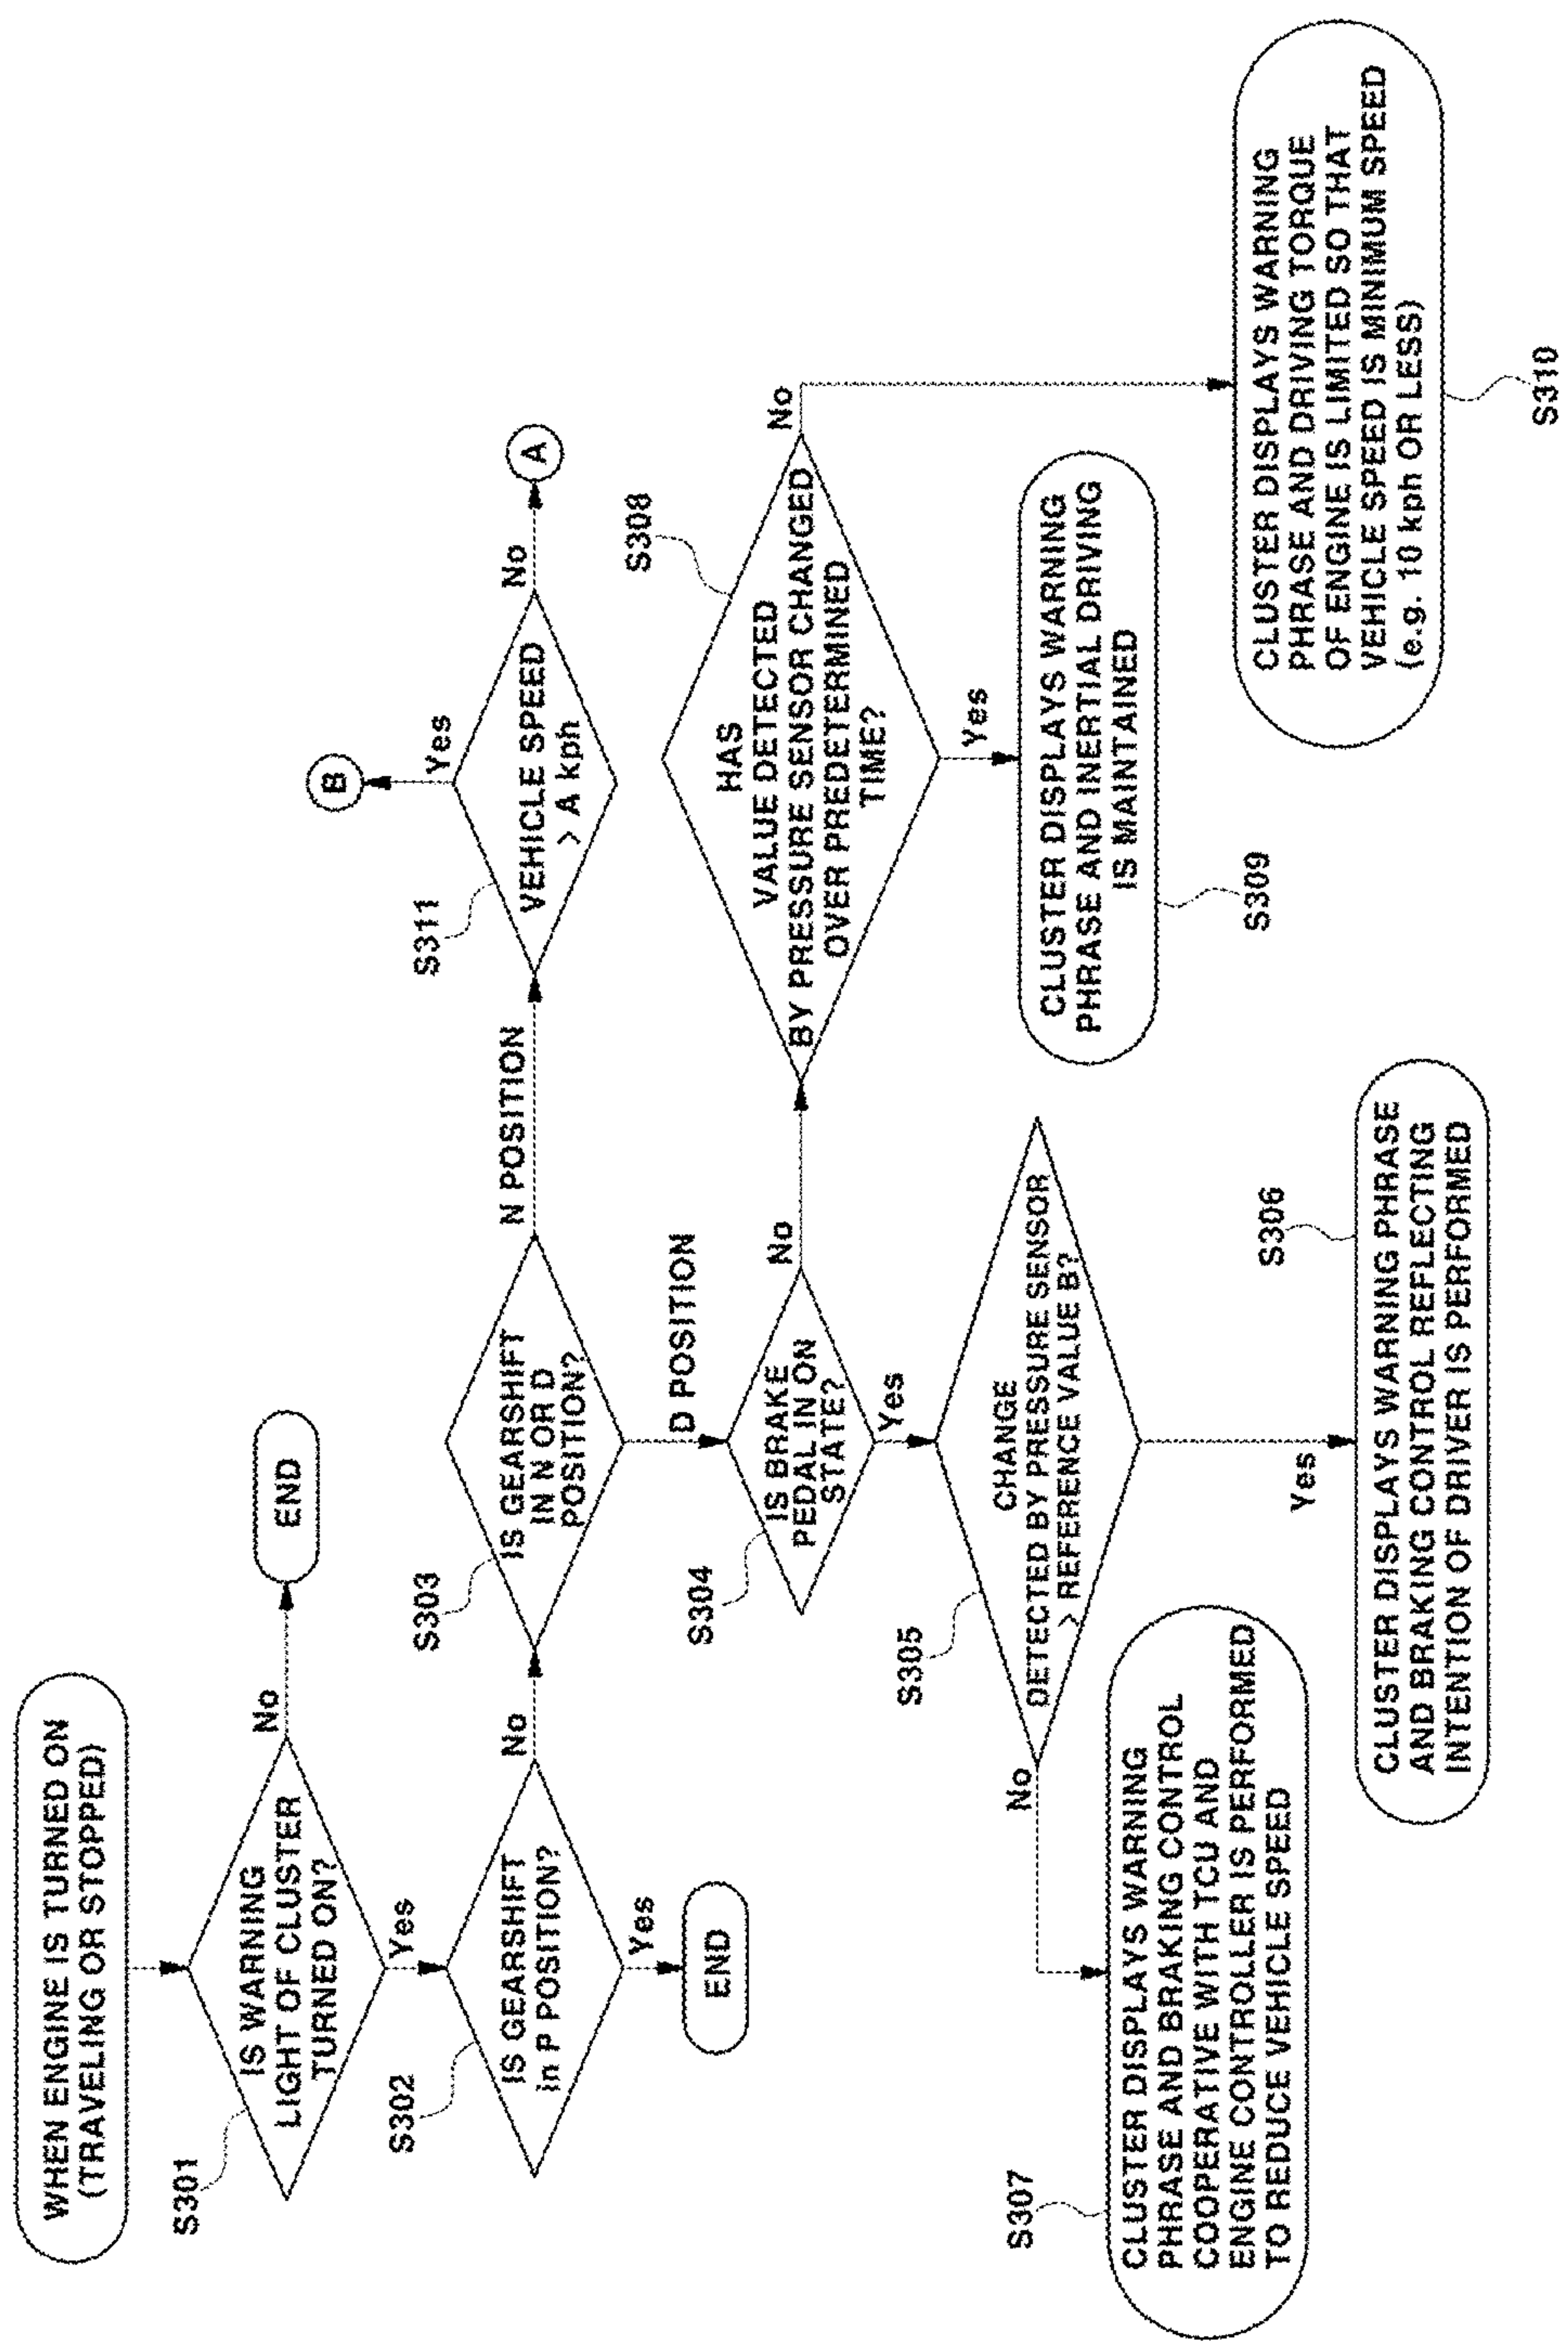 WHEN ENGINE IS TURNED ON
(TRAVELING OR STOPPED)
S301
IS WARNING
LIGHT OF CLUSTER
TURNED ON?
No
END
Yes
S302
IS GEARSHIFT
in P POSITION?
Yes
END
No
S303
IS GEARSHIFT
IN N OR D
POSITION?
N POSITION
S311
VEHICLE SPEED
> A kph
Yes
B
No
A
D POSITION
S304
IS BRAKE
PEDAL IN ON
STATE?
No
S308
HAS
VALUE DETECTED
BY PRESSURE SENSOR CHANGED
OVER PREDETERMINED
TIME?
No
Yes
Yes
S305
CHANGE
DETECTED BY PRESSURE SENSOR
> REFERENCE VALUE B?
No
Yes
S307
CLUSTER DISPLAYS WARNING
PHRASE AND BRAKING CONTROL
COOPERATIVE WITH TCU AND
ENGINE CONTROLLER IS PERFORMED
TO REDUCE VEHICLE SPEED
S306
CLUSTER DISPLAYS WARNING PHRASE
AND BRAKING CONTROL REFLECTING
INTENTION OF DRIVER IS PERFORMED
CLUSTER DISPLAYS WARNING
PHRASE AND INERTIAL DRIVING
IS MAINTAINED
S309
CLUSTER DISPLAYS WARNING
PHRASE AND DRIVING TORQUE
OF ENGINE IS LIMITED SO THAT
VEHICLE SPEED IS MINIMUM SPEED
(e.g. 10 kph OR LESS)
S310